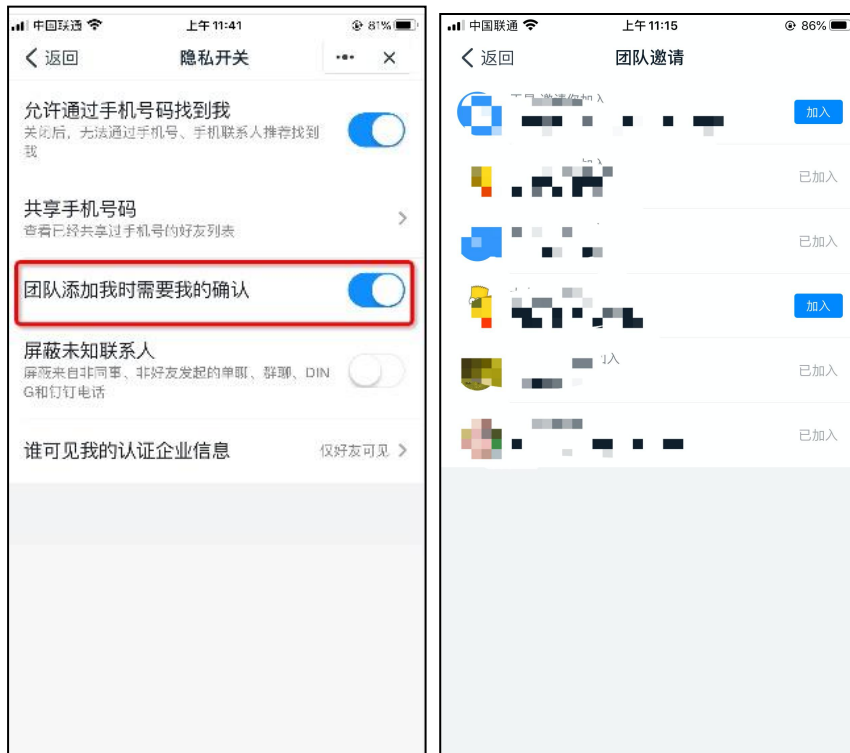 中国联通
上午11:41
81%
返回
隐私开关
允许通过手机号码找到我
关闭后，无法通过手机号、手机联系人推荐找到
我
共享手机号码
查看已经共享过手机号的好友列表
团队添加我时需要我的确认
屏蔽未知联系人
屏蔽来自非同事、非好友发起的单聊、群聊、DIN
G和钉钉电话
谁可见我的认证企业信息
仅好友可见
中国联通
上午11:15
86%
返回
团队邀请
加入
已加入
已加入
加入
已加入
已加入